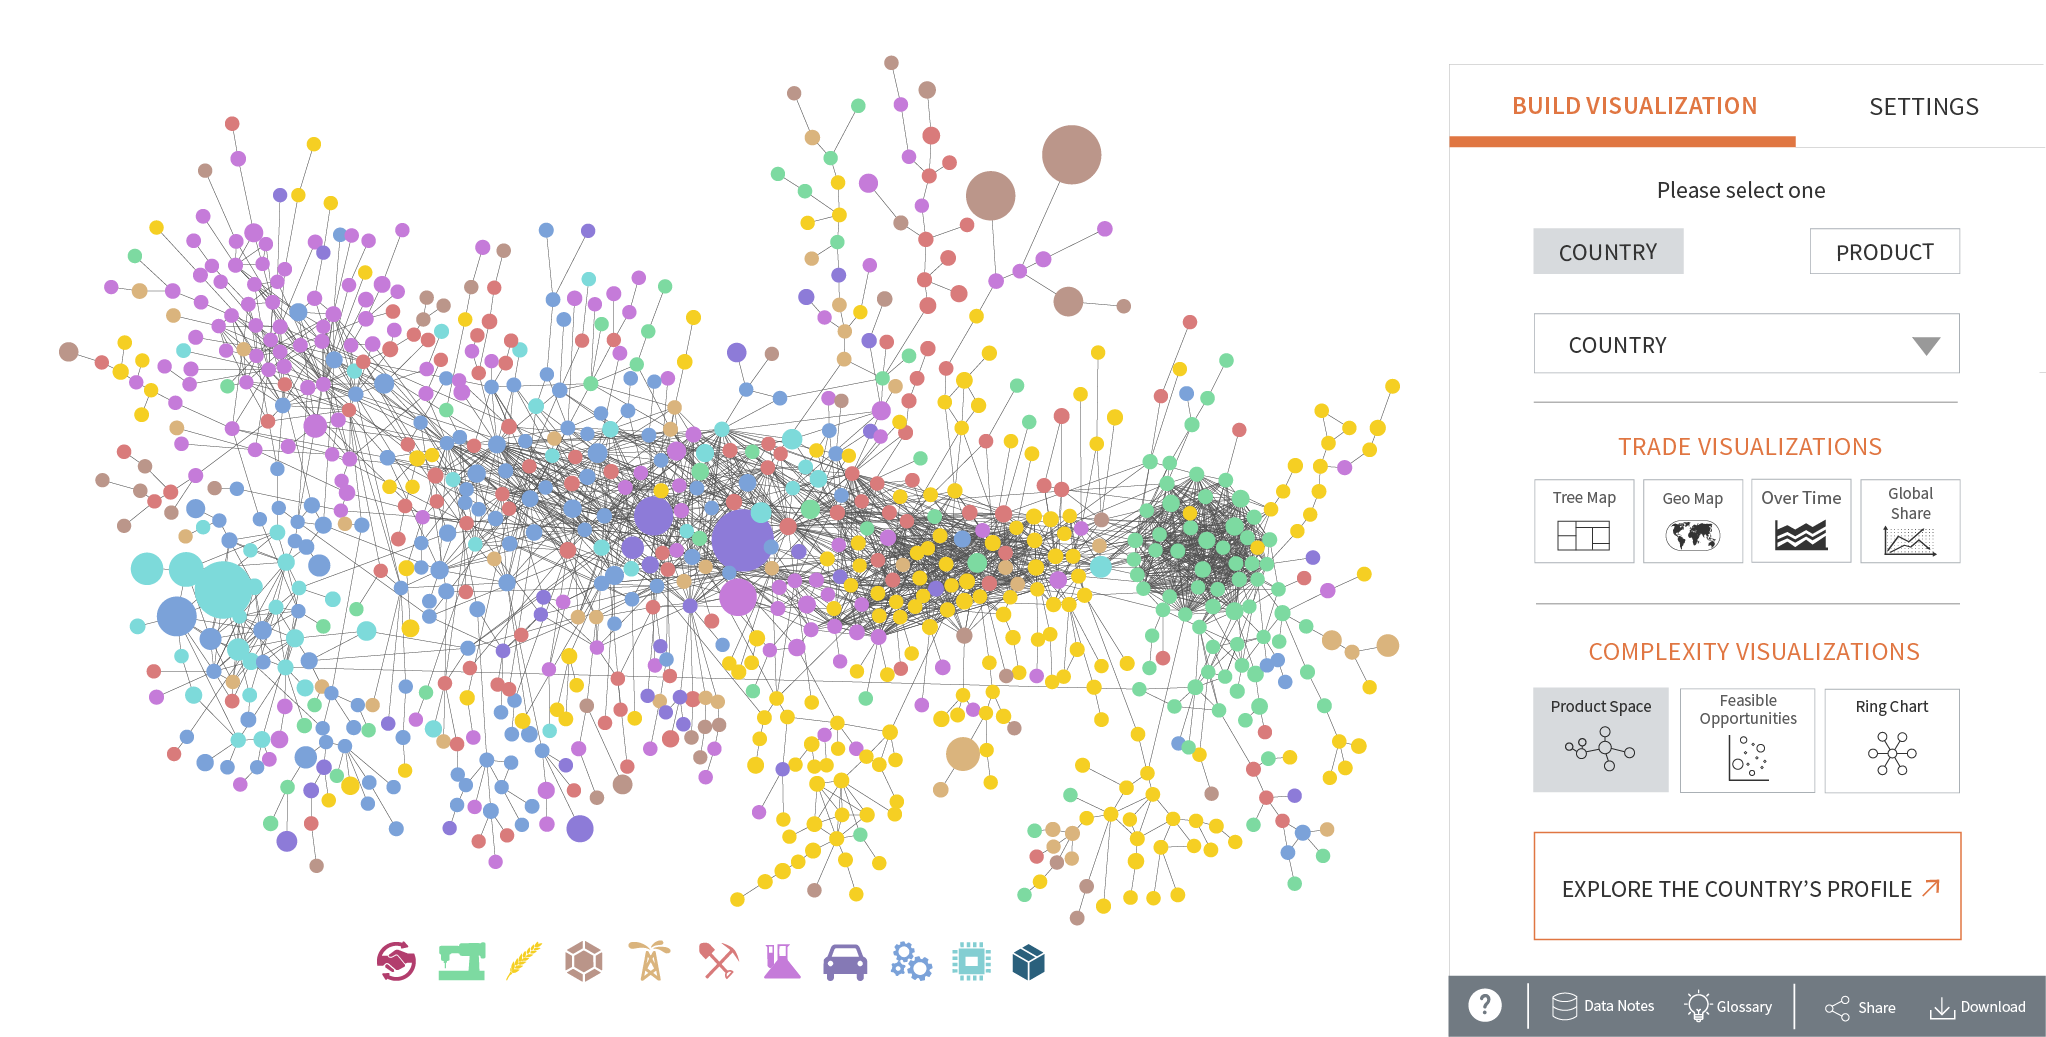 BUILD VISUALIZATION
SETTINGS
Please select one
COUNTRY
PRODUCT
COUNTRY
TRADE VISUALIZATIONS
Tree Map
Geo Map
Over Time
Global
Share
COMPLEXITY VISUALIZATIONS
Product Space
Feasible
Opportunities
Ring Chart
EXPLORE THE COUNTRY’S PROFILE
?
Data Notes
Glossary
Share
Download